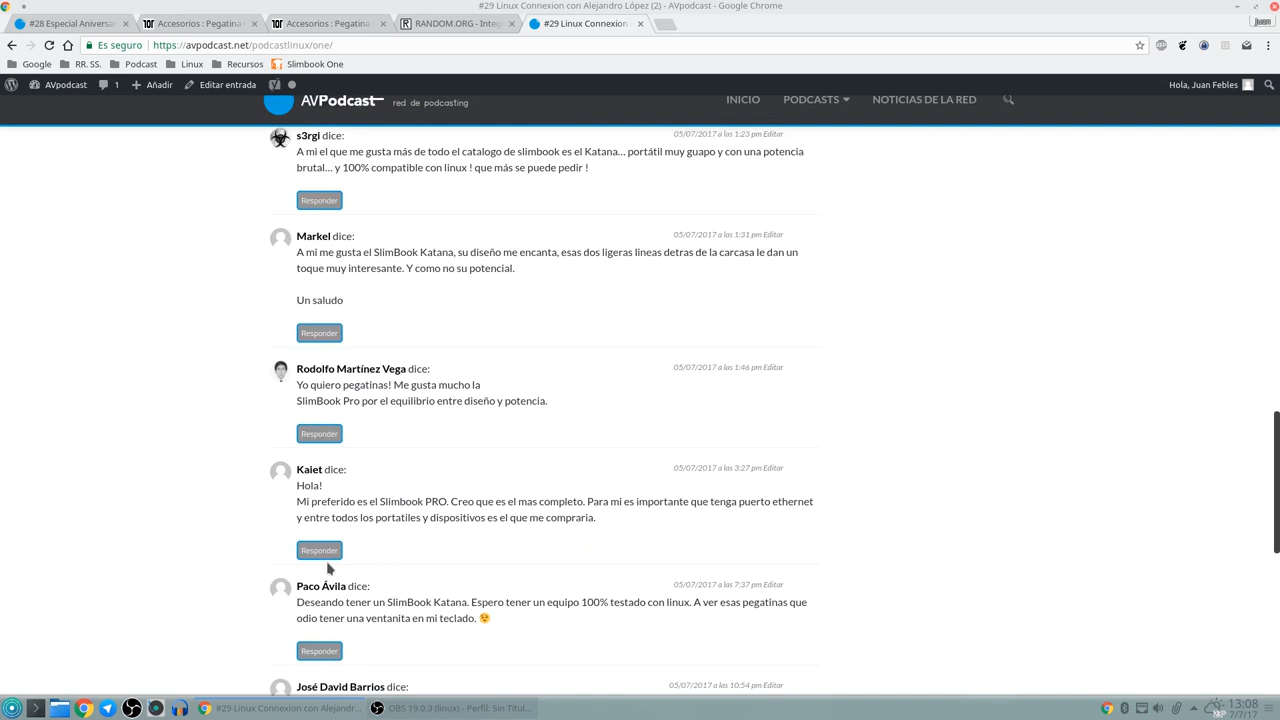 #29 Linux Connexion con Alejandro López (2) - AVpodcast - Google Chrome
#28 Especial Aniversa
Accesorios : Pegatina
Accesorios : Pegatina
RANDOM.ORG - Integ
#29 Linux Connexion
juan
Es seguro
https://avpodcast.net/podcastlinux/one/
Google
RR. SS.
Podcast
Linux
Recursos
Slimbook One
AVpodcast
1
Añadir
Editar entrada
Hola, Juan Febles
AVPodcast
red de podcasting
INICIO
PODCASTS
NOTICIAS DE LA RED
s3rgi dice:
05/07/2017 a las 1:23 pm Editar
A mi el que me gusta más de todo el catalogo de slimbook es el Katana… portátil muy guapo y con una potencia
brutal… y 100% compatible con linux ! que más se puede pedir !
Responder
Markel dice:
05/07/2017 a las 1:31 pm Editar
A mi me gusta el SlimBook Katana, su diseño me encanta, esas dos ligeras lineas detras de la carcasa le dan un
toque muy interesante. Y como no su potencial.
Un saludo
Responder
Rodolfo Martínez Vega dice:
05/07/2017 a las 1:46 pm Editar
Yo quiero pegatinas! Me gusta mucho la
SlimBook Pro por el equilibrio entre diseño y potencia.
Responder
Kaiet dice:
05/07/2017 a las 3:27 pm Editar
Hola!
Mi preferido es el Slimbook PRO. Creo que es el mas completo. Para mi es importante que tenga puerto ethernet
y entre todos los portatiles y dispositivos es el que me compraria.
Responder
Paco Ávila dice:
05/07/2017 a las 7:37 pm Editar
Deseando tener un SlimBook Katana. Espero tener un equipo 100% testado con linux. A ver esas pegatinas que
odio tener una ventanita en mi teclado. 😟
Responder
José David Barrios dice:
05/07/2017 a las 10:54 pm Editar
#29 Linux Connexion con Alejandr...
OBS 19.0.3 (linux) - Perfil: Sin Títul...
13:08
7/7/17